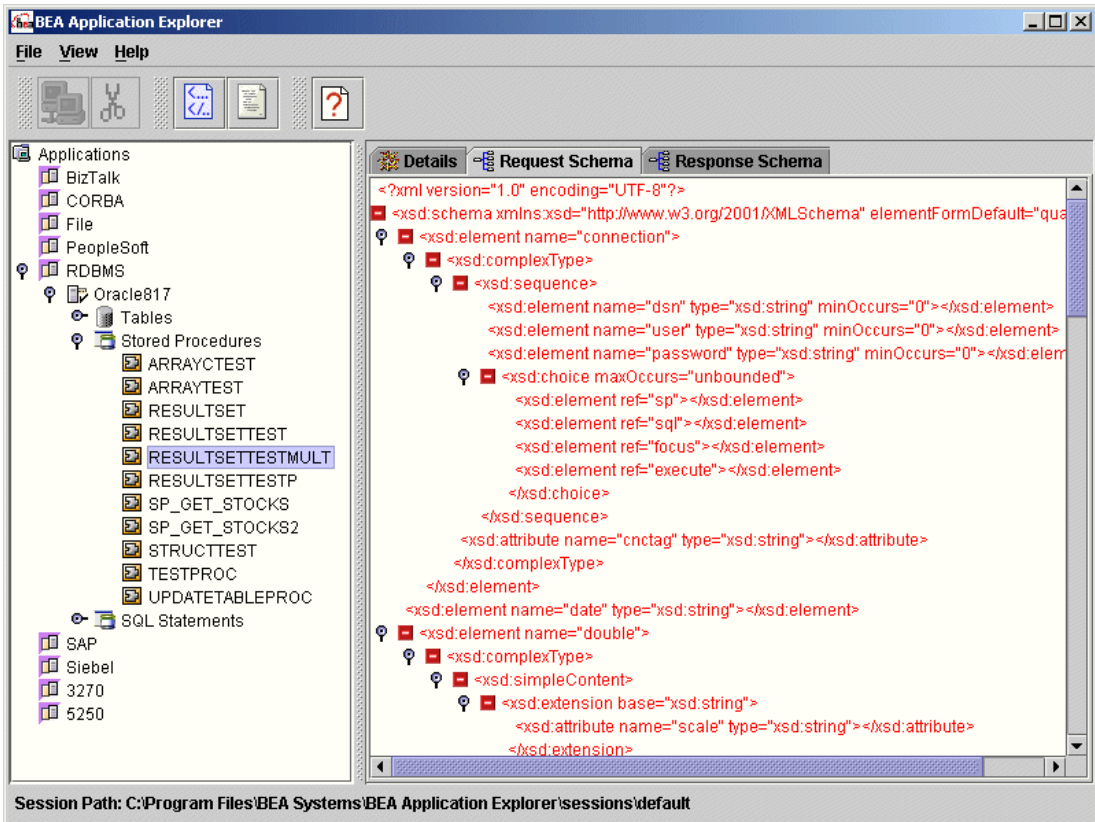 BEA Application Explorer
File View Help
Applications
BizTalk
CORBA
File
PeopleSoft
RDBMS
Oracle817
Tables
Stored Procedures
ARRAYCTEST
ARRAYTEST
RESULTSET
RESULTSETTEST
RESULTSETTESTMULT
RESULTSETTESTP
SP_GET_STOCKS
SP_GET_STOCKS2
STRUCTTEST
TESTPROC
UPDATETABLEPROC
SQL Statements
SAP
Siebel
3270
5250
Details Request Schema Response Schema
<?xml version="1.0" encoding="UTF-8"?>
<xsd:schema xmlns:xsd="http://www.w3.org/2001/XMLSchema" elementFormDefault="qua
<xsd:element name="connection">
<xsd:complexType>
<xsd:sequence>
<xsd:element name="dsn" type="xsd:string" minOccurs="0"></xsd:element>
<xsd:element name="user" type="xsd:string" minOccurs="0"></xsd:element>
<xsd:element name="password" type="xsd:string" minOccurs="0"></xsd:elem
<xsd:choice maxOccurs="unbounded">
<xsd:element ref="sp"></xsd:element>
<xsd:element ref="sql"></xsd:element>
<xsd:element ref="focus"></xsd:element>
<xsd:element ref="execute"></xsd:element>
</xsd:choice>
</xsd:sequence>
<xsd:attribute name="cnctag" type="xsd:string"></xsd:attribute>
</xsd:complexType>
</xsd:element>
<xsd:element name="date" type="xsd:string"></xsd:element>
<xsd:element name="double">
<xsd:complexType>
<xsd:simpleContent>
<xsd:extension base="xsd:string">
<xsd:attribute name="scale" type="xsd:string"></xsd:attribute>
</xsd:extension>
Session Path: C:\Program Files\BEA Systems\BEA Application Explorer\sessions\default